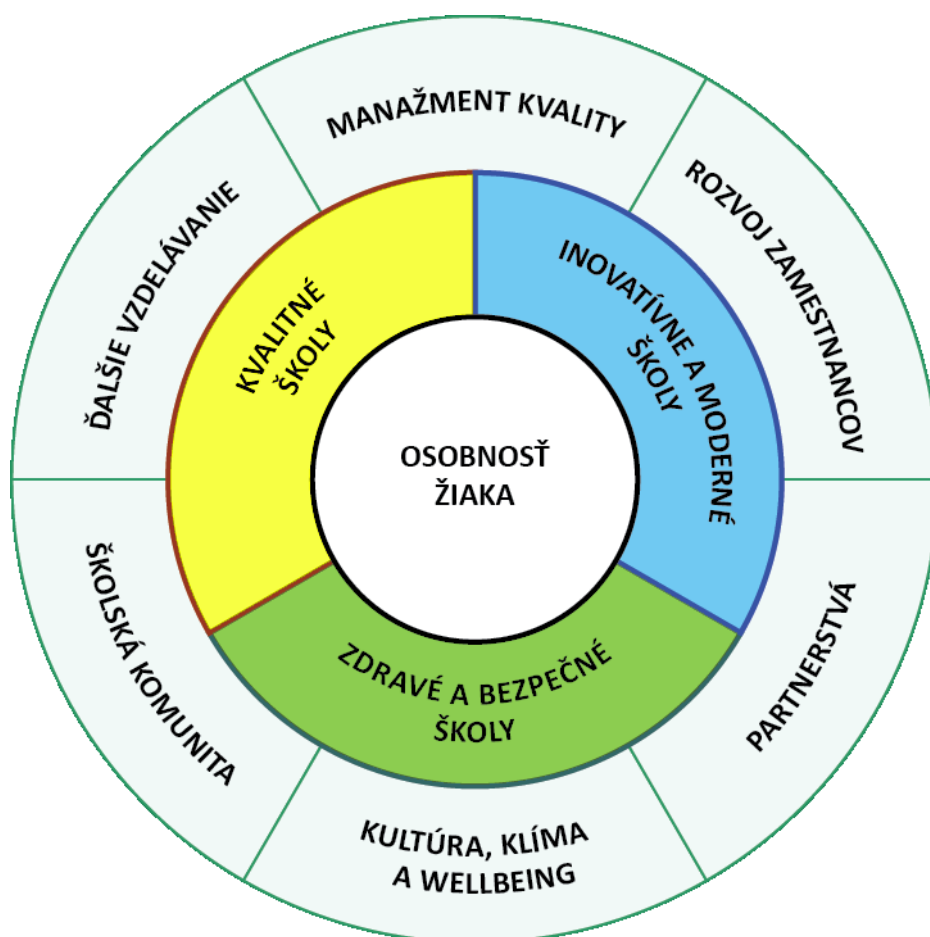 MANAŽMENT KVALITY
ROZVOJ ZAMESTNANCOV
PARTNERSTVÁ
KULTÚRA, KLÍMA
A WELLBEING
ŠKOLSKÁ KOMUNITA
ĎALŠIE VZDELÁVANIE
KVALITNÉ
ŠKOLY
INOVATÍVNE A MODERNÉ
ŠKOLY
ZDRAVÉ A BEZPEČNÉ
ŠKOLY
OSOBNOSŤ
ŽIAKA